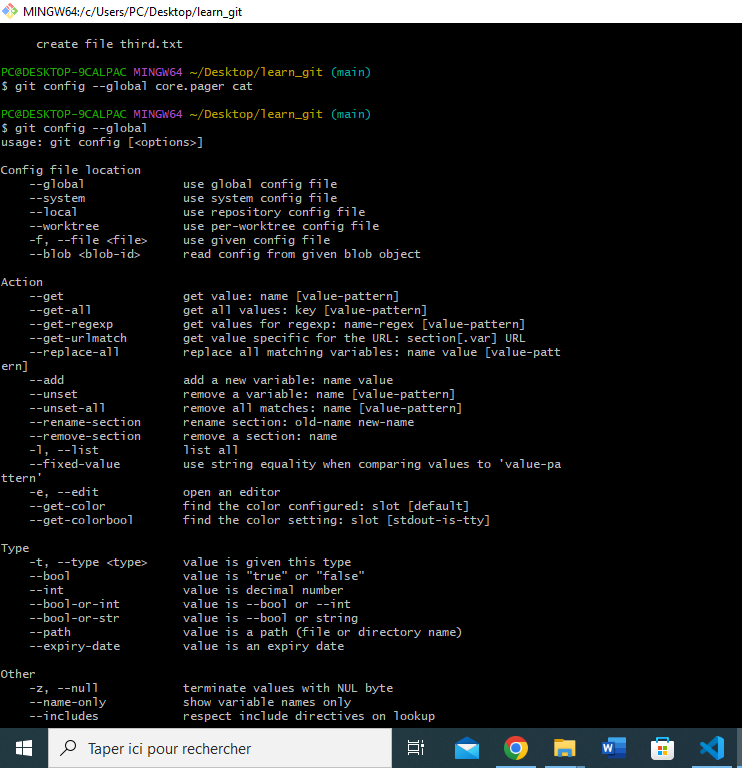 MINGW64:/c/Users/PC/Desktop/learn_git
create file third.txt
PC@DESKTOP-9CALPAC MINGW64 ~/Desktop/learn_git (main)
$ git config --global core.pager cat
PC@DESKTOP-9CALPAC MINGW64 ~/Desktop/learn_git (main)
$ git config --global
usage: git config [<options>]
Config file location
--global use global config file
--system use system config file
--local use repository config file
--worktree use per-worktree config file
-f, --file <file> use given config file
--blob <blob-id> read config from given blob object
Action
--get get value: name [value-pattern]
--get-all get all values: key [value-pattern]
--get-regexp get values for regexp: name-regex [value-pattern]
--get-urlmatch get value specific for the URL: section[.var] URL
--replace-all replace all matching variables: name value [value-patt
ern]
--add add a new variable: name value
--unset remove a variable: name [value-pattern]
--unset-all remove all matches: name [value-pattern]
--rename-section rename section: old-name new-name
--remove-section remove a section: name
-l, --list list all
--fixed-value use string equality when comparing values to 'value-pa
ttern'
-e, --edit open an editor
--get-color find the color configured: slot [default]
--get-colorbool find the color setting: slot [stdout-is-tty]
Type
-t, --type <type> value is given this type
--bool value is "true" or "false"
--int value is decimal number
--bool-or-int value is --bool or --int
--bool-or-str value is --bool or string
--path value is a path (file or directory name)
--expiry-date value is an expiry date
Other
-z, --null terminate values with NUL byte
--name-only show variable names only
--includes respect include directives on lookup
Taper ici pour rechercher
W